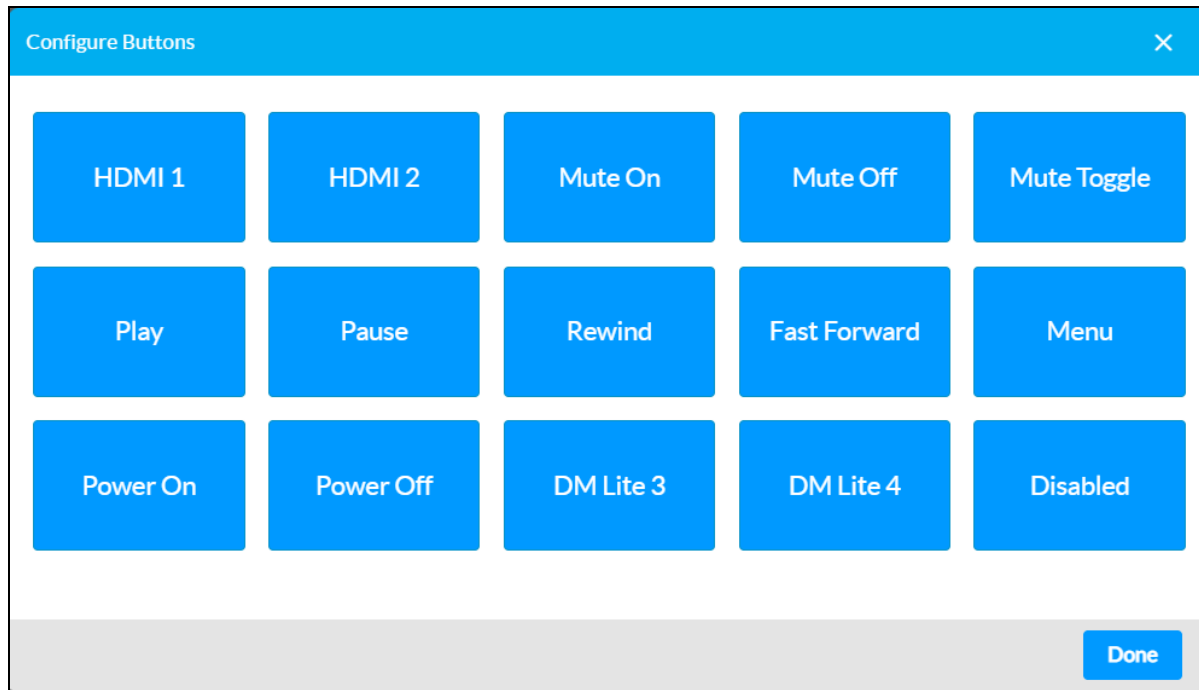 Configure Buttons
HDMI 1
HDMI 2
Mute On
Mute Off
Mute Toggle
Play
Pause
Rewind
Fast Forward
Menu
Power On
Power Off
DM Lite 3
DM Lite 4
Disabled
Done